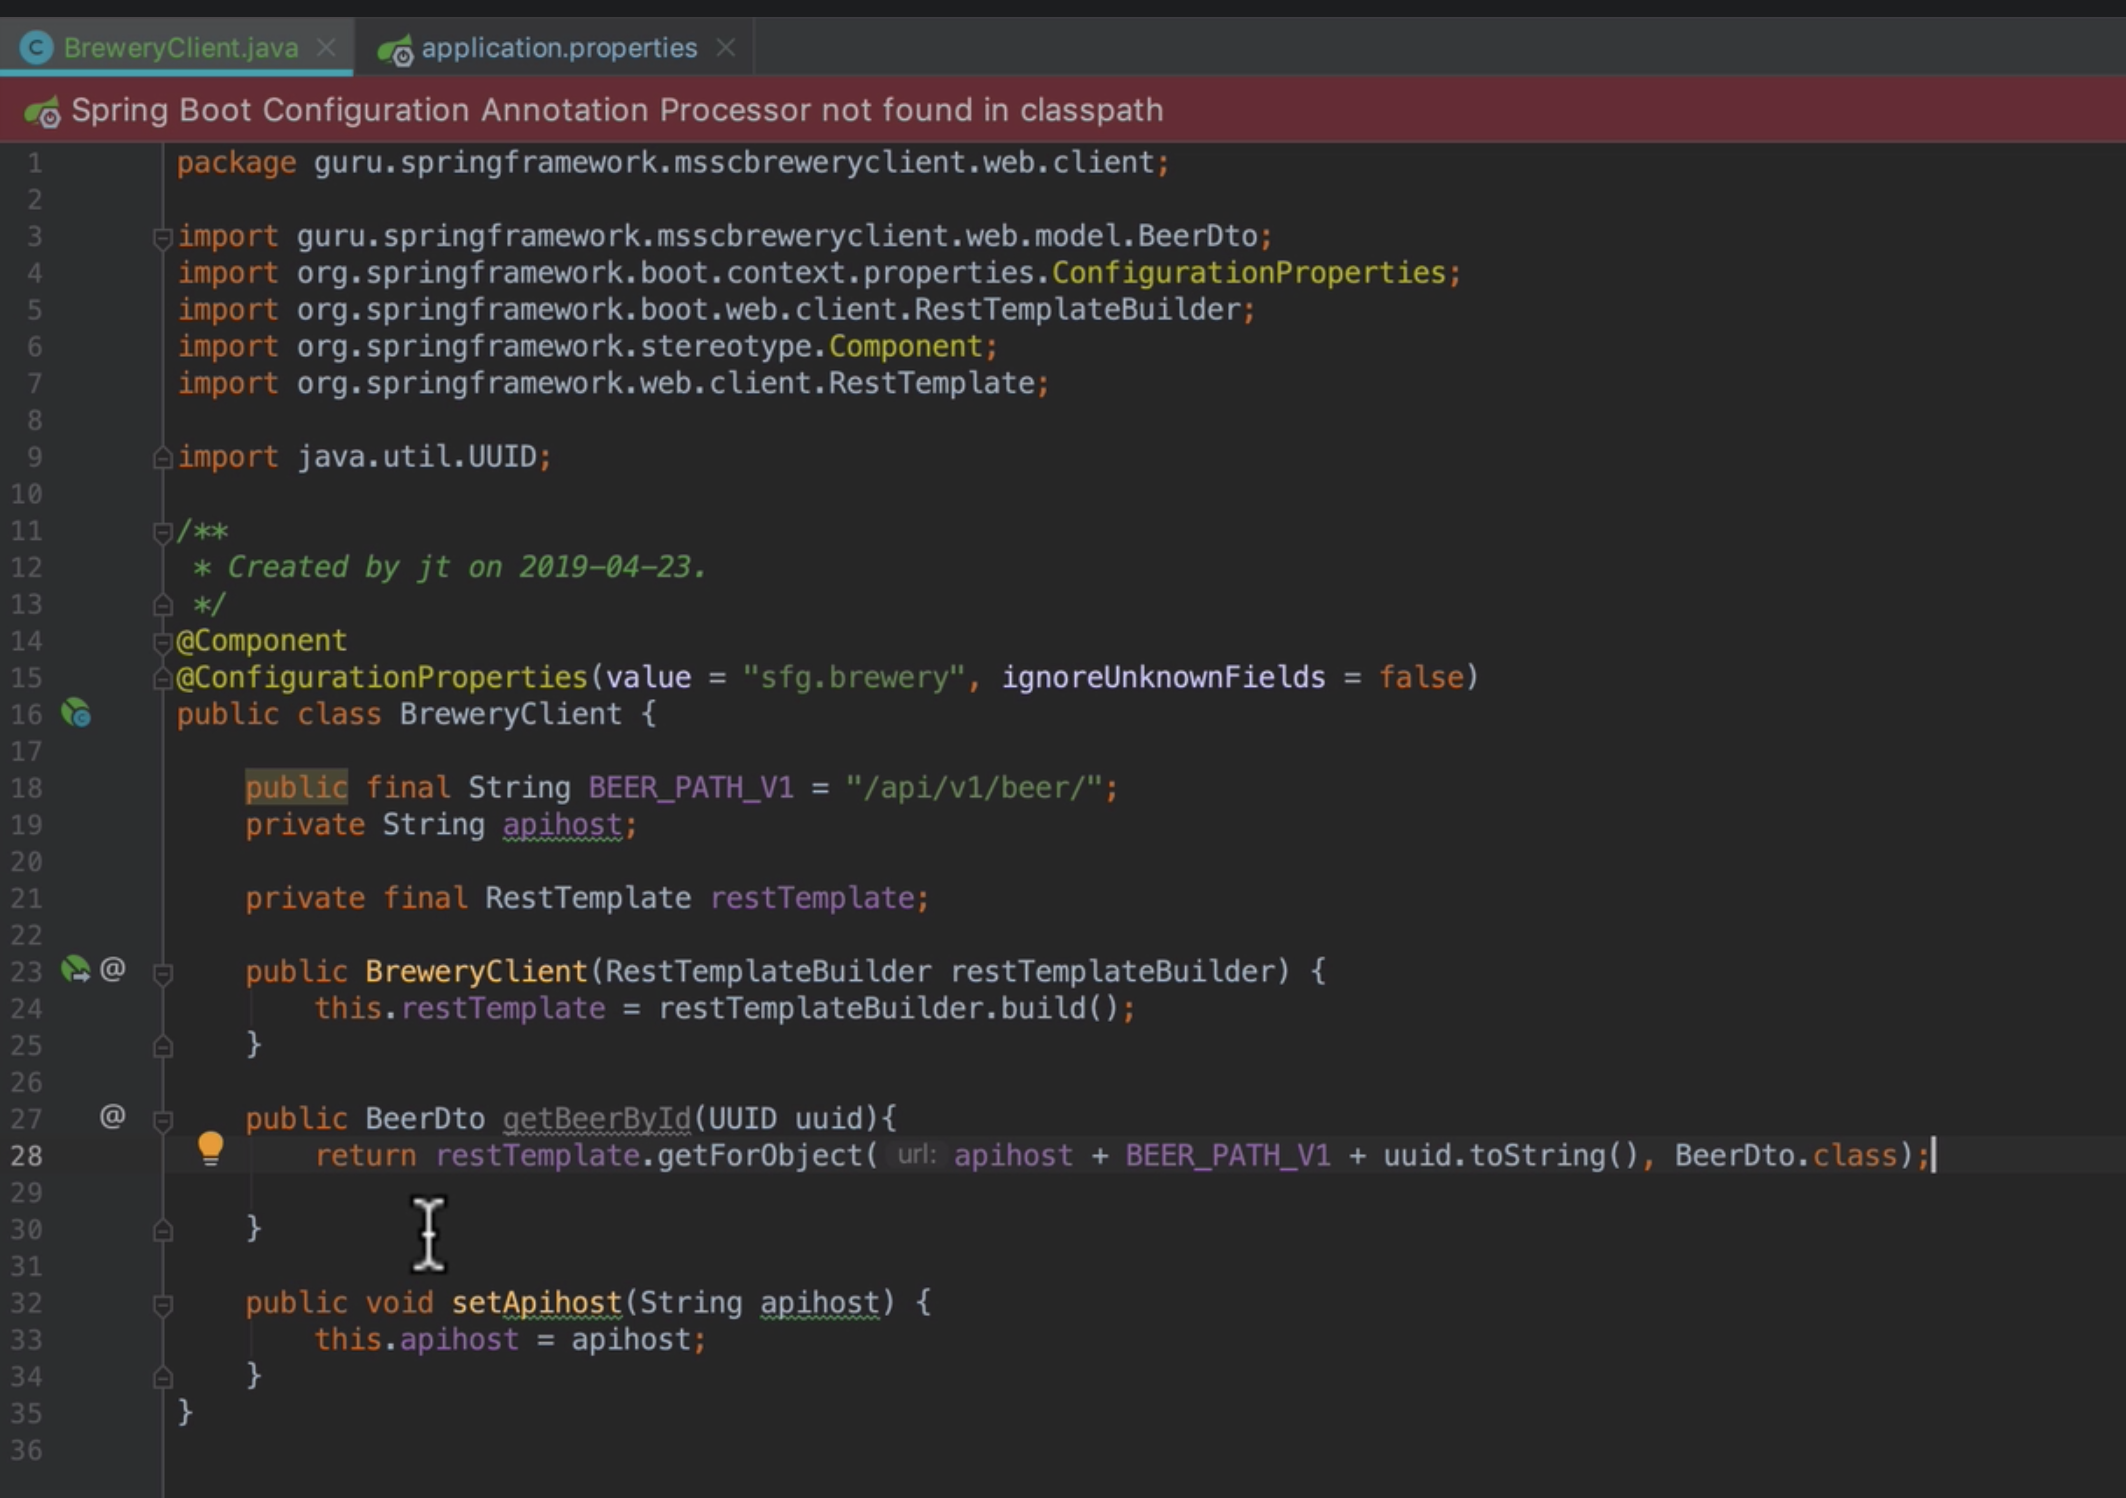 BreweryClient.java
application.properties
Spring Boot Configuration Annotation Processor not found in classpath
1 package guru.springframework.msscbreweryclient.web.client;
2
3 import guru.springframework.msscbreweryclient.web.model.BeerDto;
4 import org.springframework.boot.context.properties.ConfigurationProperties;
5 import org.springframework.boot.web.client.RestTemplateBuilder;
6 import org.springframework.stereotype.Component;
7 import org.springframework.web.client.RestTemplate;
8
9 import java.util.UUID;
10
11 /**
12  * Created by jt on 2019-04-23.
13  */
14 @Component
15 @ConfigurationProperties(value = "sfg.brewery", ignoreUnknownFields = false)
16 public class BreweryClient {
17
18     public final String BEER_PATH_V1 = "/api/v1/beer/";
19     private String apihost;
20
21     private final RestTemplate restTemplate;
22
23 @     public BreweryClient(RestTemplateBuilder restTemplateBuilder) {
24         this.restTemplate = restTemplateBuilder.build();
25     }
26
27 @     public BeerDto getBeerById(UUID uuid){
28         return restTemplate.getForObject( url: apihost + BEER_PATH_V1 + uuid.toString(), BeerDto.class);
29
30     }
31
32     public void setApihost(String apihost) {
33         this.apihost = apihost;
34     }
35 }
36